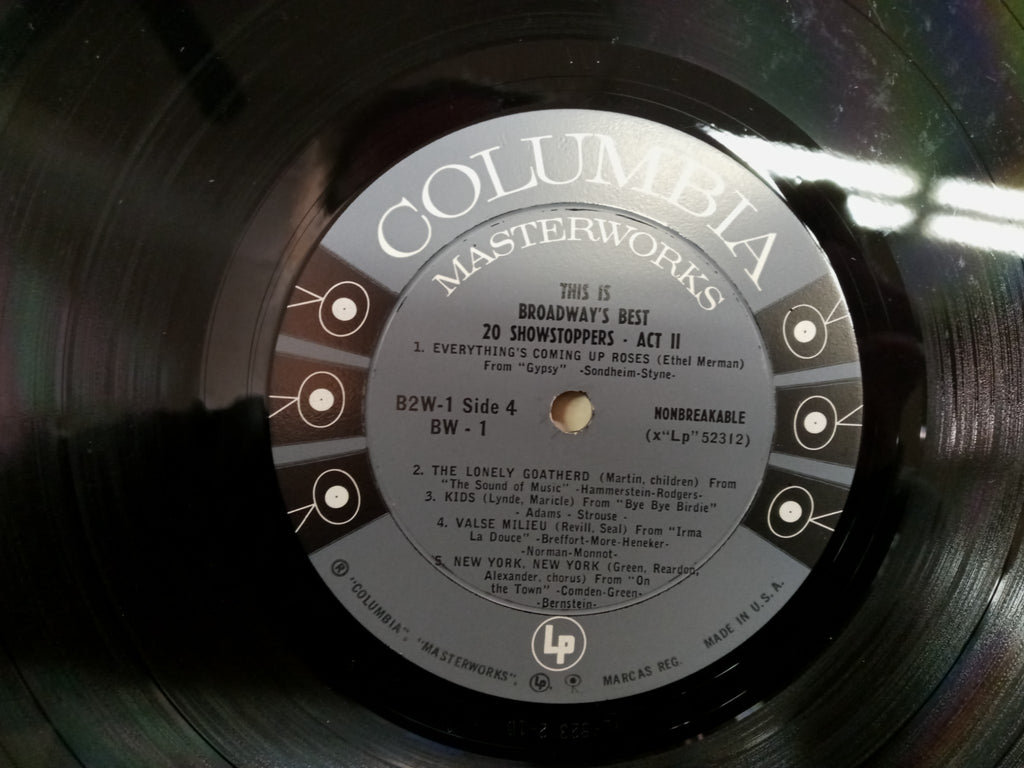 COLUMBIA
MASTERWORKS
THIS IS
BROADWAY'S BEST
20 SHOWSTOPPERS - ACT II
1. EVERYTHING'S COMING UP ROSES (Ethel Merman)
From "Gypsy" -Sondheim-Styne-
B2W-1 Side 4
BW - 1
NONBREAKABLE
(x"Lp"52312)
2. THE LONELY GOATHERD (Martin, children) From
"The Sound of Music" -Hammerstein-Rodgers-
3. KIDS (Lynde, Maricle) From "Bye Bye Birdie"
- Adams - Strouse -
4. VALSE MILIEU (Revill, Seal) From "Irma
La Douce" -Breffort-More-Heneker-
-Norman-Monnot-
5. NEW YORK, NEW YORK (Green, Reardon,
Alexander, chorus) From "On
the Town" -Comden-Green-
-Bernstein-
LP
® "COLUMBIA", "MASTERWORKS", LP MARCAS REG. MADE IN U.S.A.